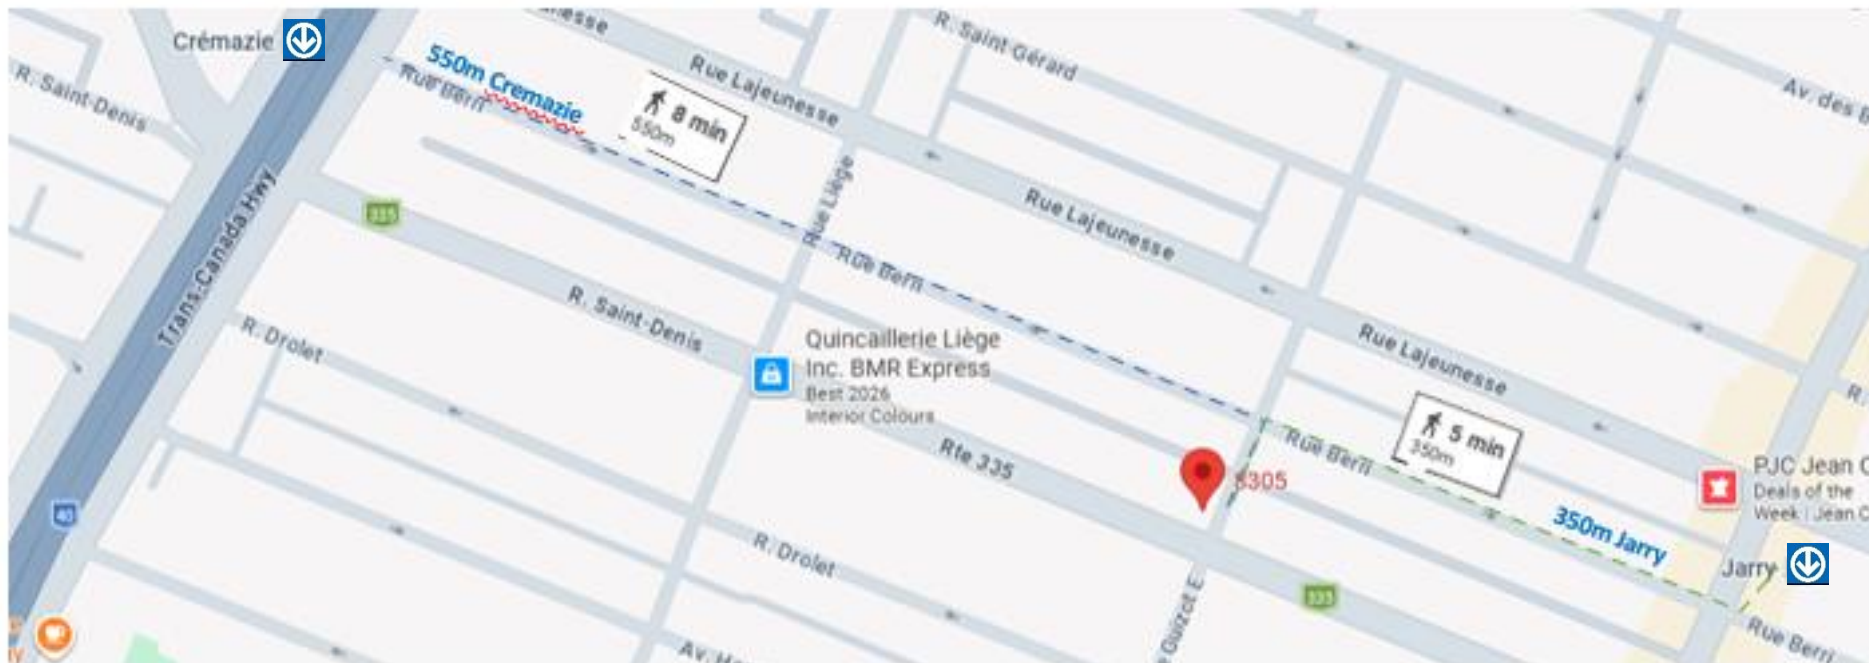 Crémazie
R. Saint-Denis
Trans-Canada Hwy
550m Cremazie
Rue Berri
8 min
550m
Rue Lajeunesse
R. Saint Gérard
Rue Liège
Rue Lajeunesse
Rue Berri
335
R. Saint-Denis
R. Drolet
Quincaillerie Liège
Inc. BMR Express
Best 2026
Interior Colours
Rue Lajeunesse
5 min
350m
Rue Berri
Rte 335
8305
PJC Jean C
Deals of the
Week | Jean C
350m Jarry
Jarry
40
R. Drolet
335
Guizot E
Rue Berri